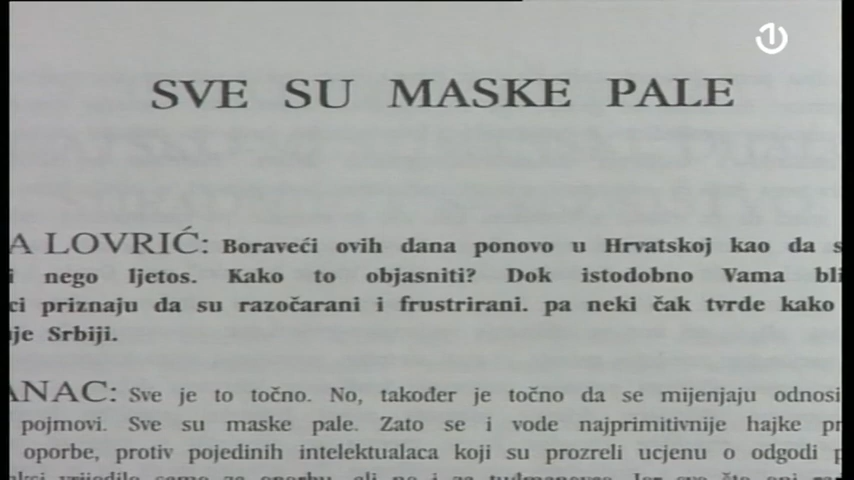 SVE SU MASKE PALE
A LOVRIĆ: Boraveći ovih dana ponovo u Hrvatskoj kao da s
i nego ljetos. Kako to objasniti? Dok istodobno Vama bli
ci priznaju da su razočarani i frustrirani. pa neki čak tvrde kako
je Srbiji.
ANAC: Sve je to točno. No, također je točno da se mijenjaju odnosi
pojmovi. Sve su maske pale. Zato se i vode najprimitivnije hajke pr
oporbe, protiv pojedinih intelektualaca koji su prozreli ucjenu o odgodi p